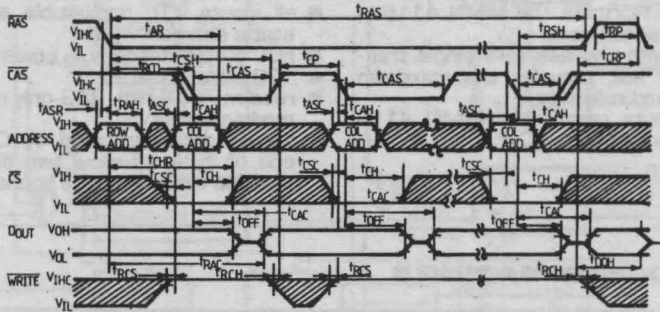 tRAS
RAS VIHC
VIL
tAR tRSH tRP
tRCD tCSH tCP tCRP
CAS VIHC
VIL
tCAS tCAS tCAS
tASR tRAH tASC tCAH tASC tCAH tASC tCAH
ADDRESS VIH
VIL
ROW ADD COL ADD COL ADD COL ADD
tCHR
CS VIH
VIL
tCSC tCH tCSC tCH tCSC tCH
tCAC tCAC tCAC
tOFF tOFF tOFF
DOUT VOH
VOL
tRAC tDOH
WRITE VIHC
VIL
tRCS tRCH tRCS tRCH